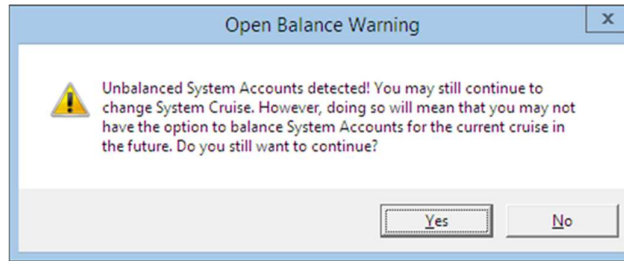 Open Balance Warning
x
Unbalanced System Accounts detected! You may still continue to
change System Cruise. However, doing so will mean that you may not
have the option to balance System Accounts for the current cruise in
the future. Do you still want to continue?
Yes
No